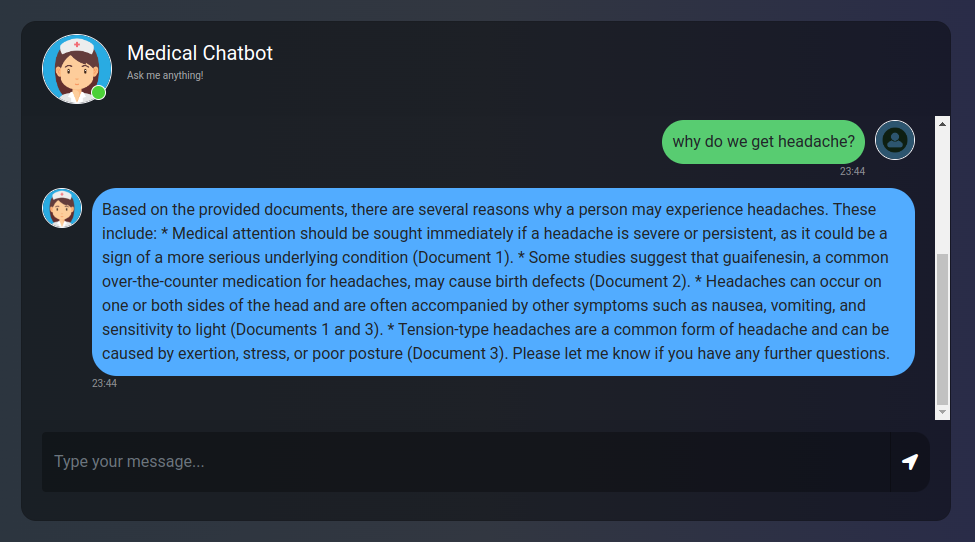 Medical Chatbot
Ask me anything!
why do we get headache?
23:44
Based on the provided documents, there are several reasons why a person may experience headaches. These
include: * Medical attention should be sought immediately if a headache is severe or persistent, as it could be a
sign of a more serious underlying condition (Document 1). * Some studies suggest that guaifenesin, a common
over-the-counter medication for headaches, may cause birth defects (Document 2). * Headaches can occur on
one or both sides of the head and are often accompanied by other symptoms such as nausea, vomiting, and
sensitivity to light (Documents 1 and 3). * Tension-type headaches are a common form of headache and can be
caused by exertion, stress, or poor posture (Document 3). Please let me know if you have any further questions.
23:44
Type your message...